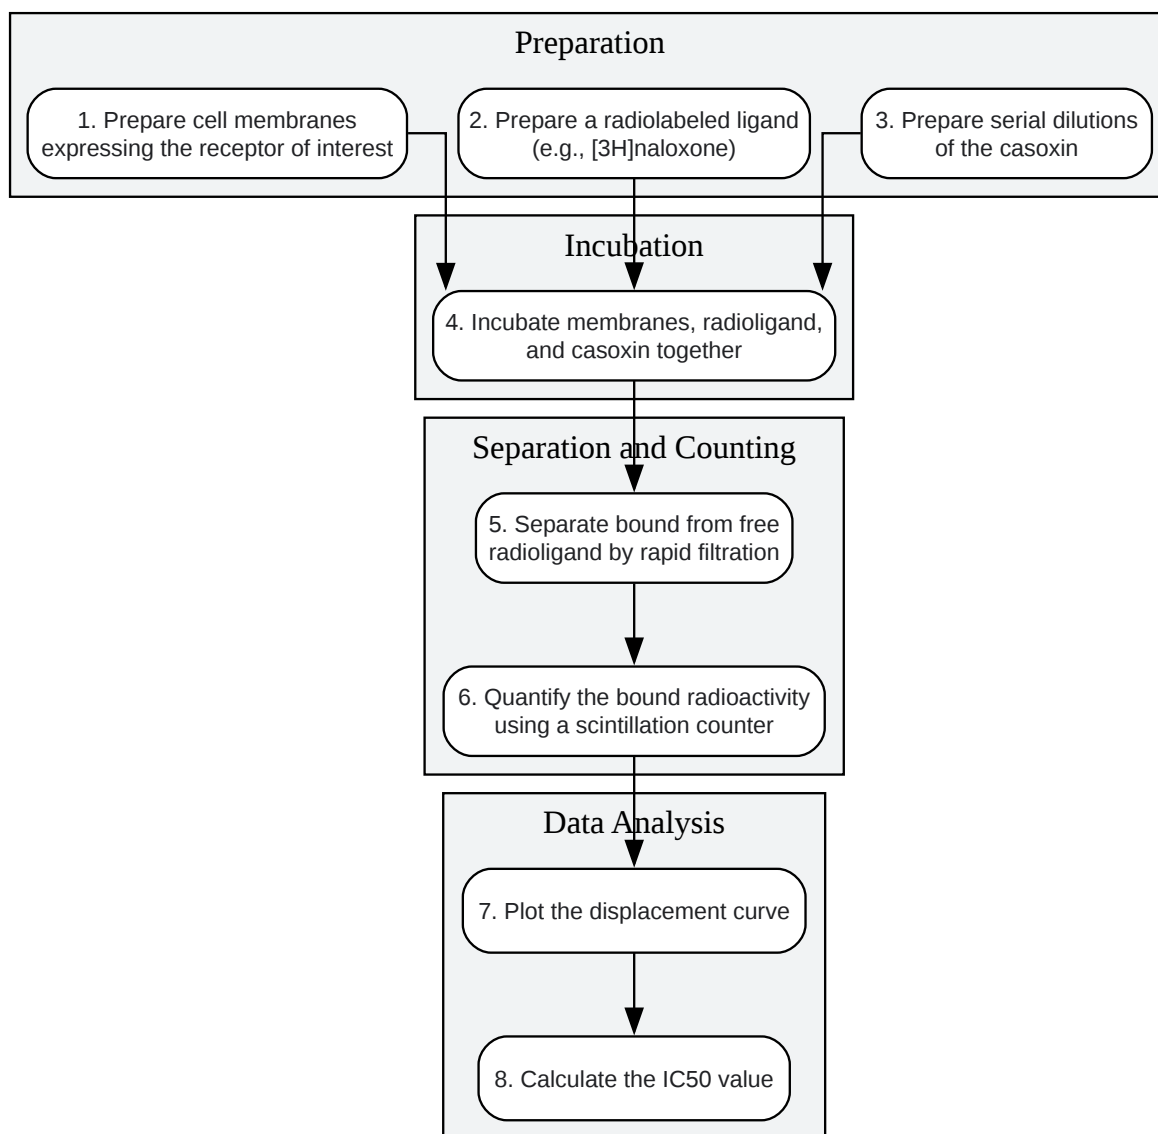 Preparation
1. Prepare cell membranes
expressing the receptor of interest
2. Prepare a radiolabeled ligand
(e.g., [3H]naloxone)
3. Prepare serial dilutions
of the casoxin
Incubation
4. Incubate membranes, radioligand,
and casoxin together
Separation and Counting
5. Separate bound from free
radioligand by rapid filtration
6. Quantify the bound radioactivity
using a scintillation counter
Data Analysis
7. Plot the displacement curve
8. Calculate the IC50 value